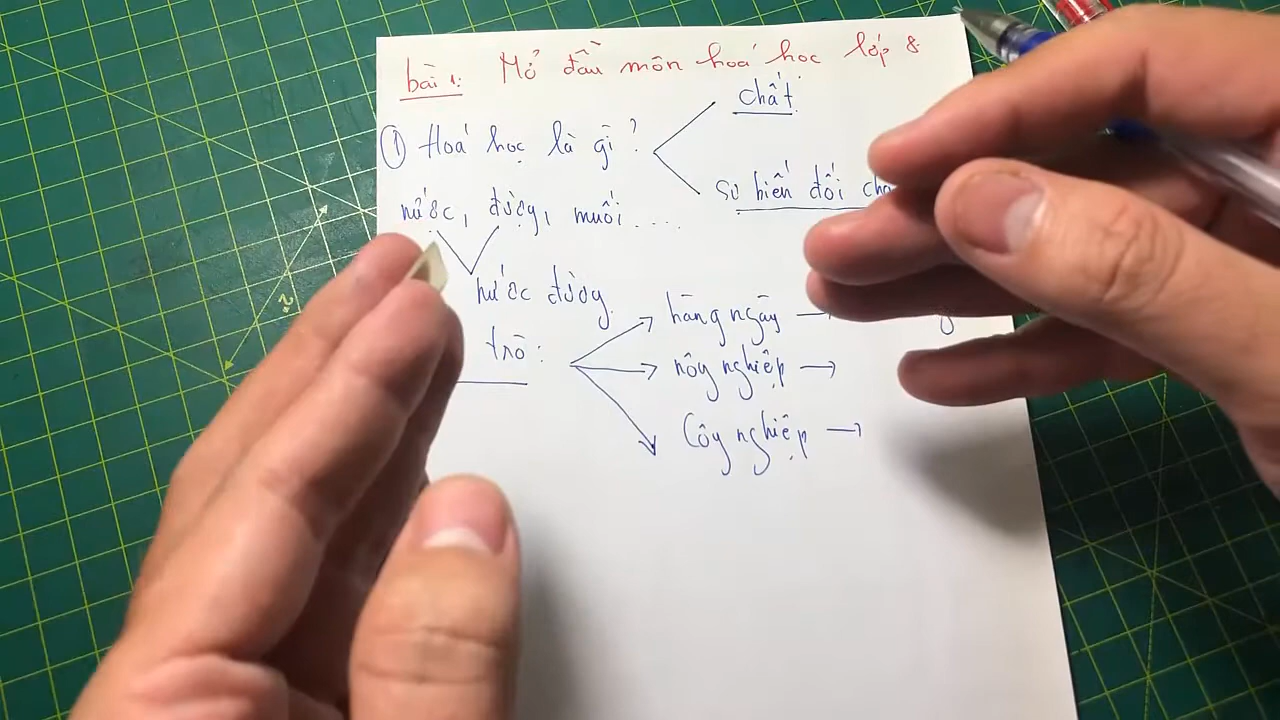 bài 1: Mở đầu môn hoá học lớp 8
chất
① Hoá học là gì?
sự biến đổi
nước, đường, muối....
nước đường
trò:
hàng ngày →
nông nghiệp →
Công nghiệp →